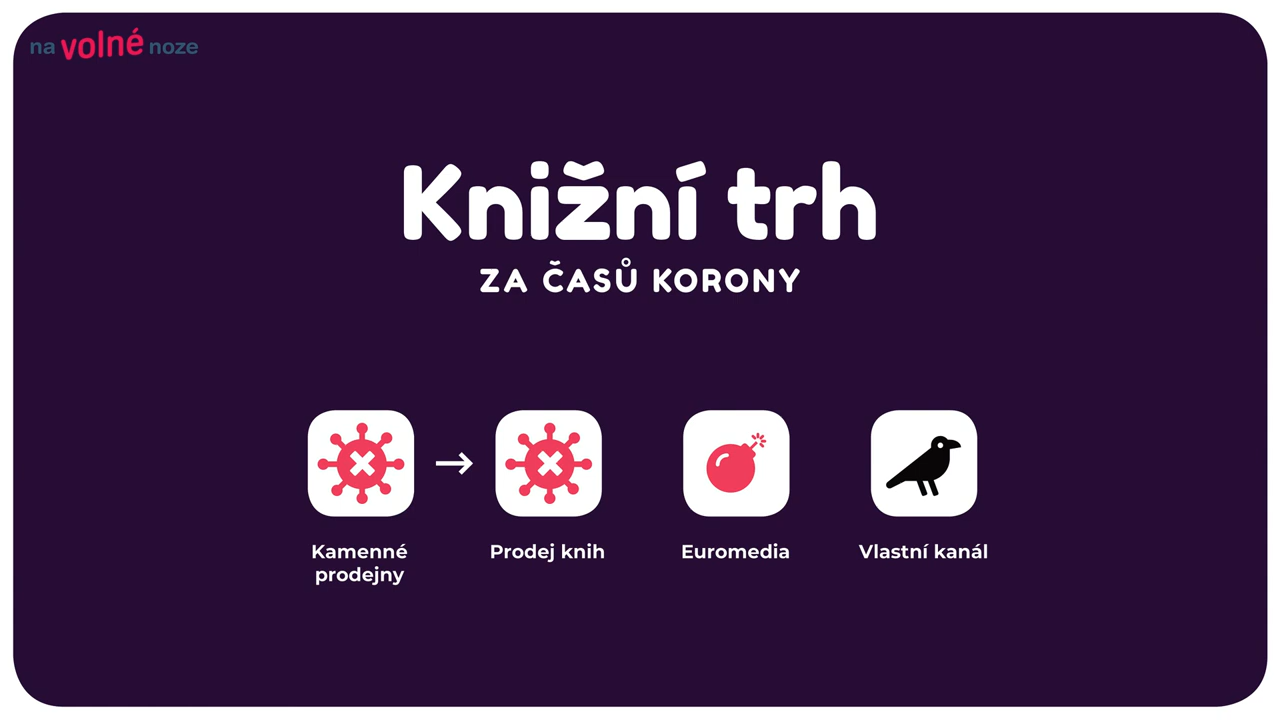 na volné noze
Knižní trh
ZA ČASŮ KORONY
Kamenné
prodejny
Prodej knih
Euromedia
Vlastní kanál